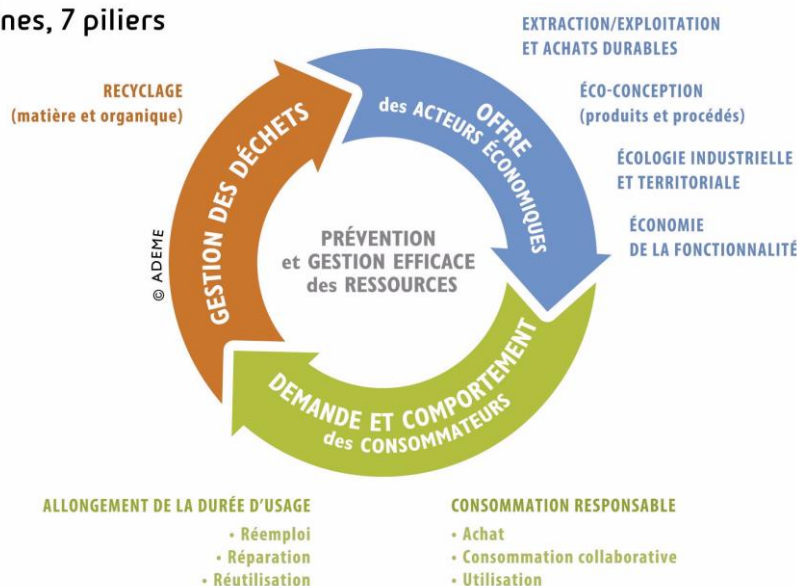 nes, 7 piliers
EXTRACTION/EXPLOITATION
ET ACHATS DURABLES
RECYCLAGE
(matière et organique)
ÉCO-CONCEPTION
(produits et procédés)
ÉCOLOGIE INDUSTRIELLE
ET TERRITORIALE
ÉCONOMIE
DE LA FONCTIONNALITÉ
OFFRE
des ACTEURS ÉCONOMIQUES
GESTION DES DÉCHETS
PRÉVENTION
et GESTION EFFICACE
des RESSOURCES
© ADEME
DEMANDE ET COMPORTEMENT
des CONSOMMATEURS
ALLONGEMENT DE LA DURÉE D'USAGE
• Réemploi
• Réparation
• Réutilisation
CONSOMMATION RESPONSABLE
• Achat
• Consommation collaborative
• Utilisation